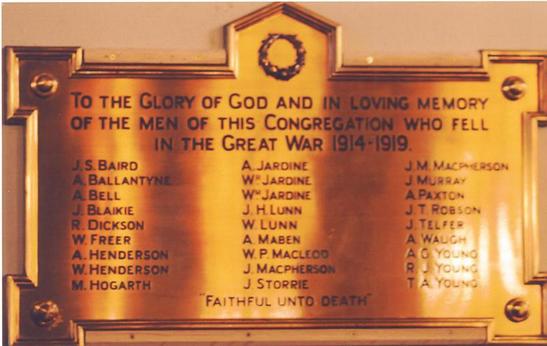 TO THE GLORY OF GOD AND IN LOVING MEMORY
OF THE MEN OF THIS CONGREGATION WHO FELL
IN THE GREAT WAR 1914-1919.
J. S. BAIRD
A. BALLANTYNE
A. BELL
J. BLAIKIE
R. DICKSON
W. FREER
A. HENDERSON
W. HENDERSON
M. HOGARTH
A. JARDINE
Wᴹ JARDINE
Wᴹ JARDINE
J. H. LUNN
W. LUNN
A. MABEN
W. P. MACLEOD
J. MACPHERSON
J. STORRIE
J. M. MACPHERSON
J. MURRAY
A. PAXTON
J. T. ROBSON
J. TELFER
A. WAUGH
A. G. YOUNG
R. J. YOUNG
T. A. YOUNG
"FAITHFUL UNTO DEATH"